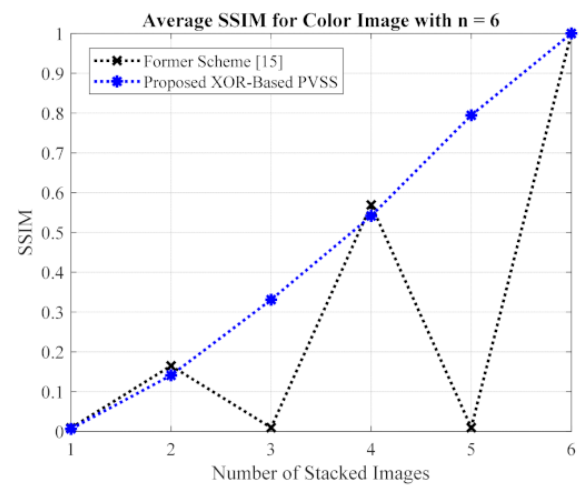 Average SSIM for Color Image with n = 6
Former Scheme [15]
Proposed XOR-Based PVSS
1
0.9
0.8
0.7
0.6
0.5
0.4
0.3
0.2
0.1
0
SSIM
1 2 3 4 5 6
Number of Stacked Images